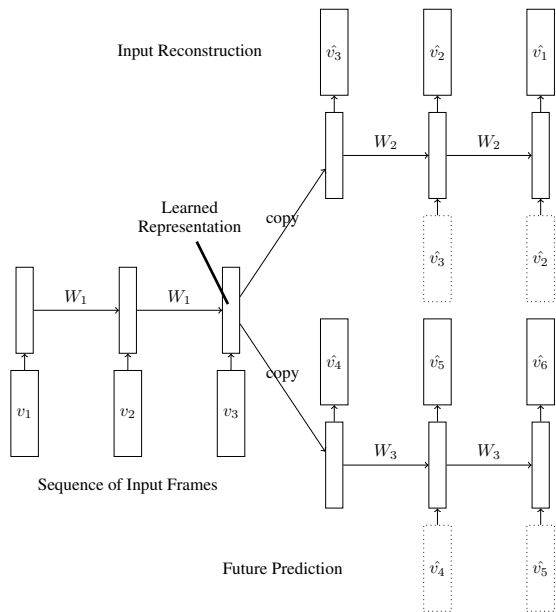 Input Reconstruction
v̂₃ v̂₂ v̂₁
W₂ W₂
copy
v̂₃ v̂₂
Learned
Representation
W₁ W₁
v₁ v₂ v₃
Sequence of Input Frames
copy
v̂₄ v̂₅ v̂₆
W₃ W₃
v̂₄ v̂₅
Future Prediction